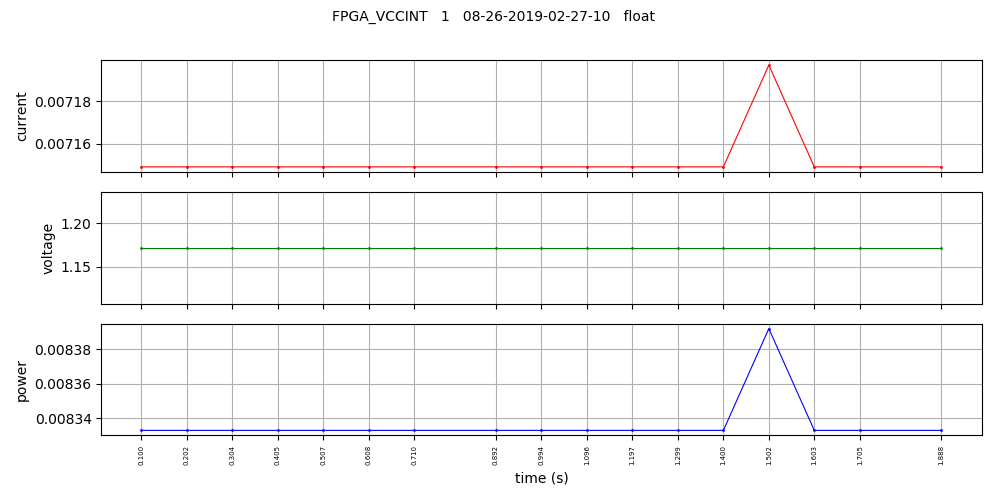 FPGA_VCCINT 1 08-26-2019-02-27-10 float
current
0.00718
0.00716
voltage
1.20
1.15
power
0.00838
0.00836
0.00834
0.100 0.202 0.304 0.405 0.507 0.608 0.710 0.892 0.994 1.096 1.197 1.299 1.400 1.502 1.603 1.705 1.888
time (s)